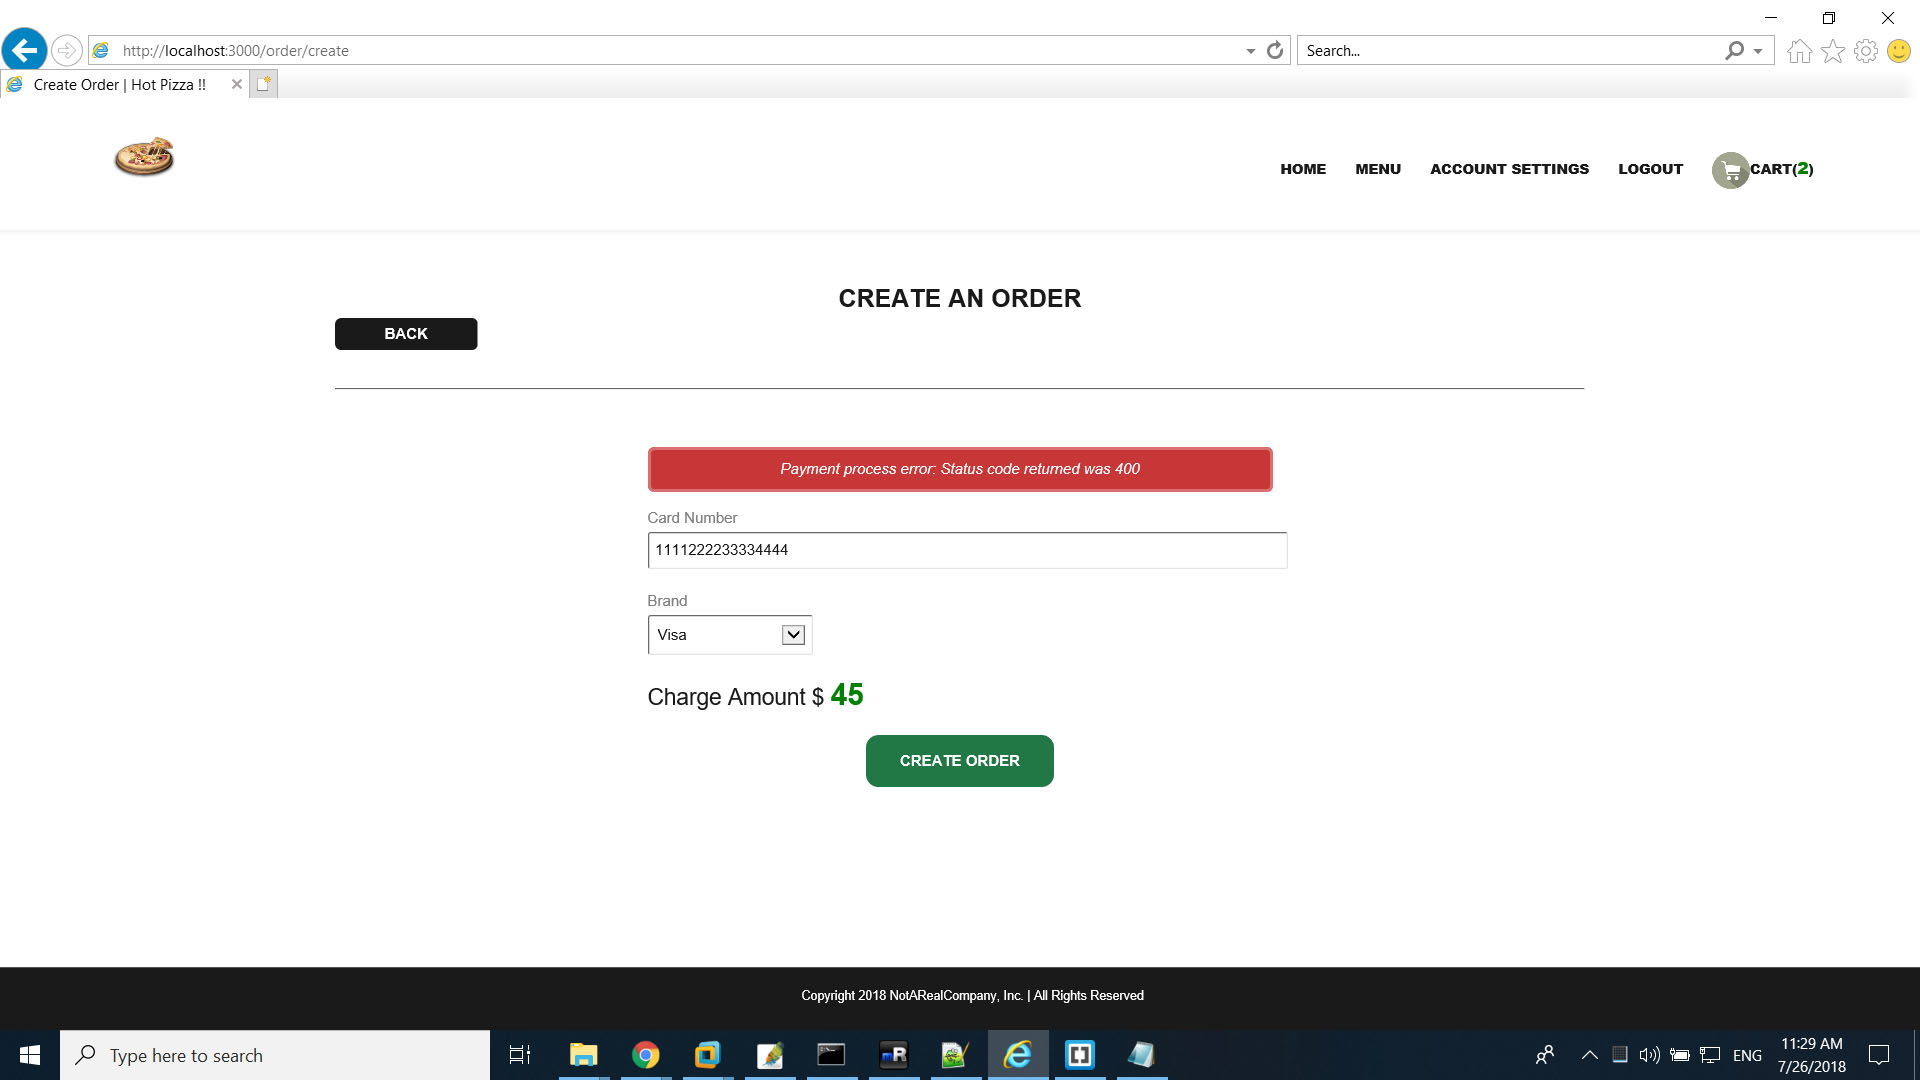 http://localhost:3000/order/create
Search...
Create Order | Hot Pizza !!
HOME MENU ACCOUNT SETTINGS LOGOUT CART(2)
CREATE AN ORDER
BACK
Payment process error: Status code returned was 400
Card Number
1111222233334444
Brand
Visa
Charge Amount $ 45
CREATE ORDER
Copyright 2018 NotARealCompany, Inc. | All Rights Reserved
Type here to search
mR
ENG
11:29 AM
7/26/2018